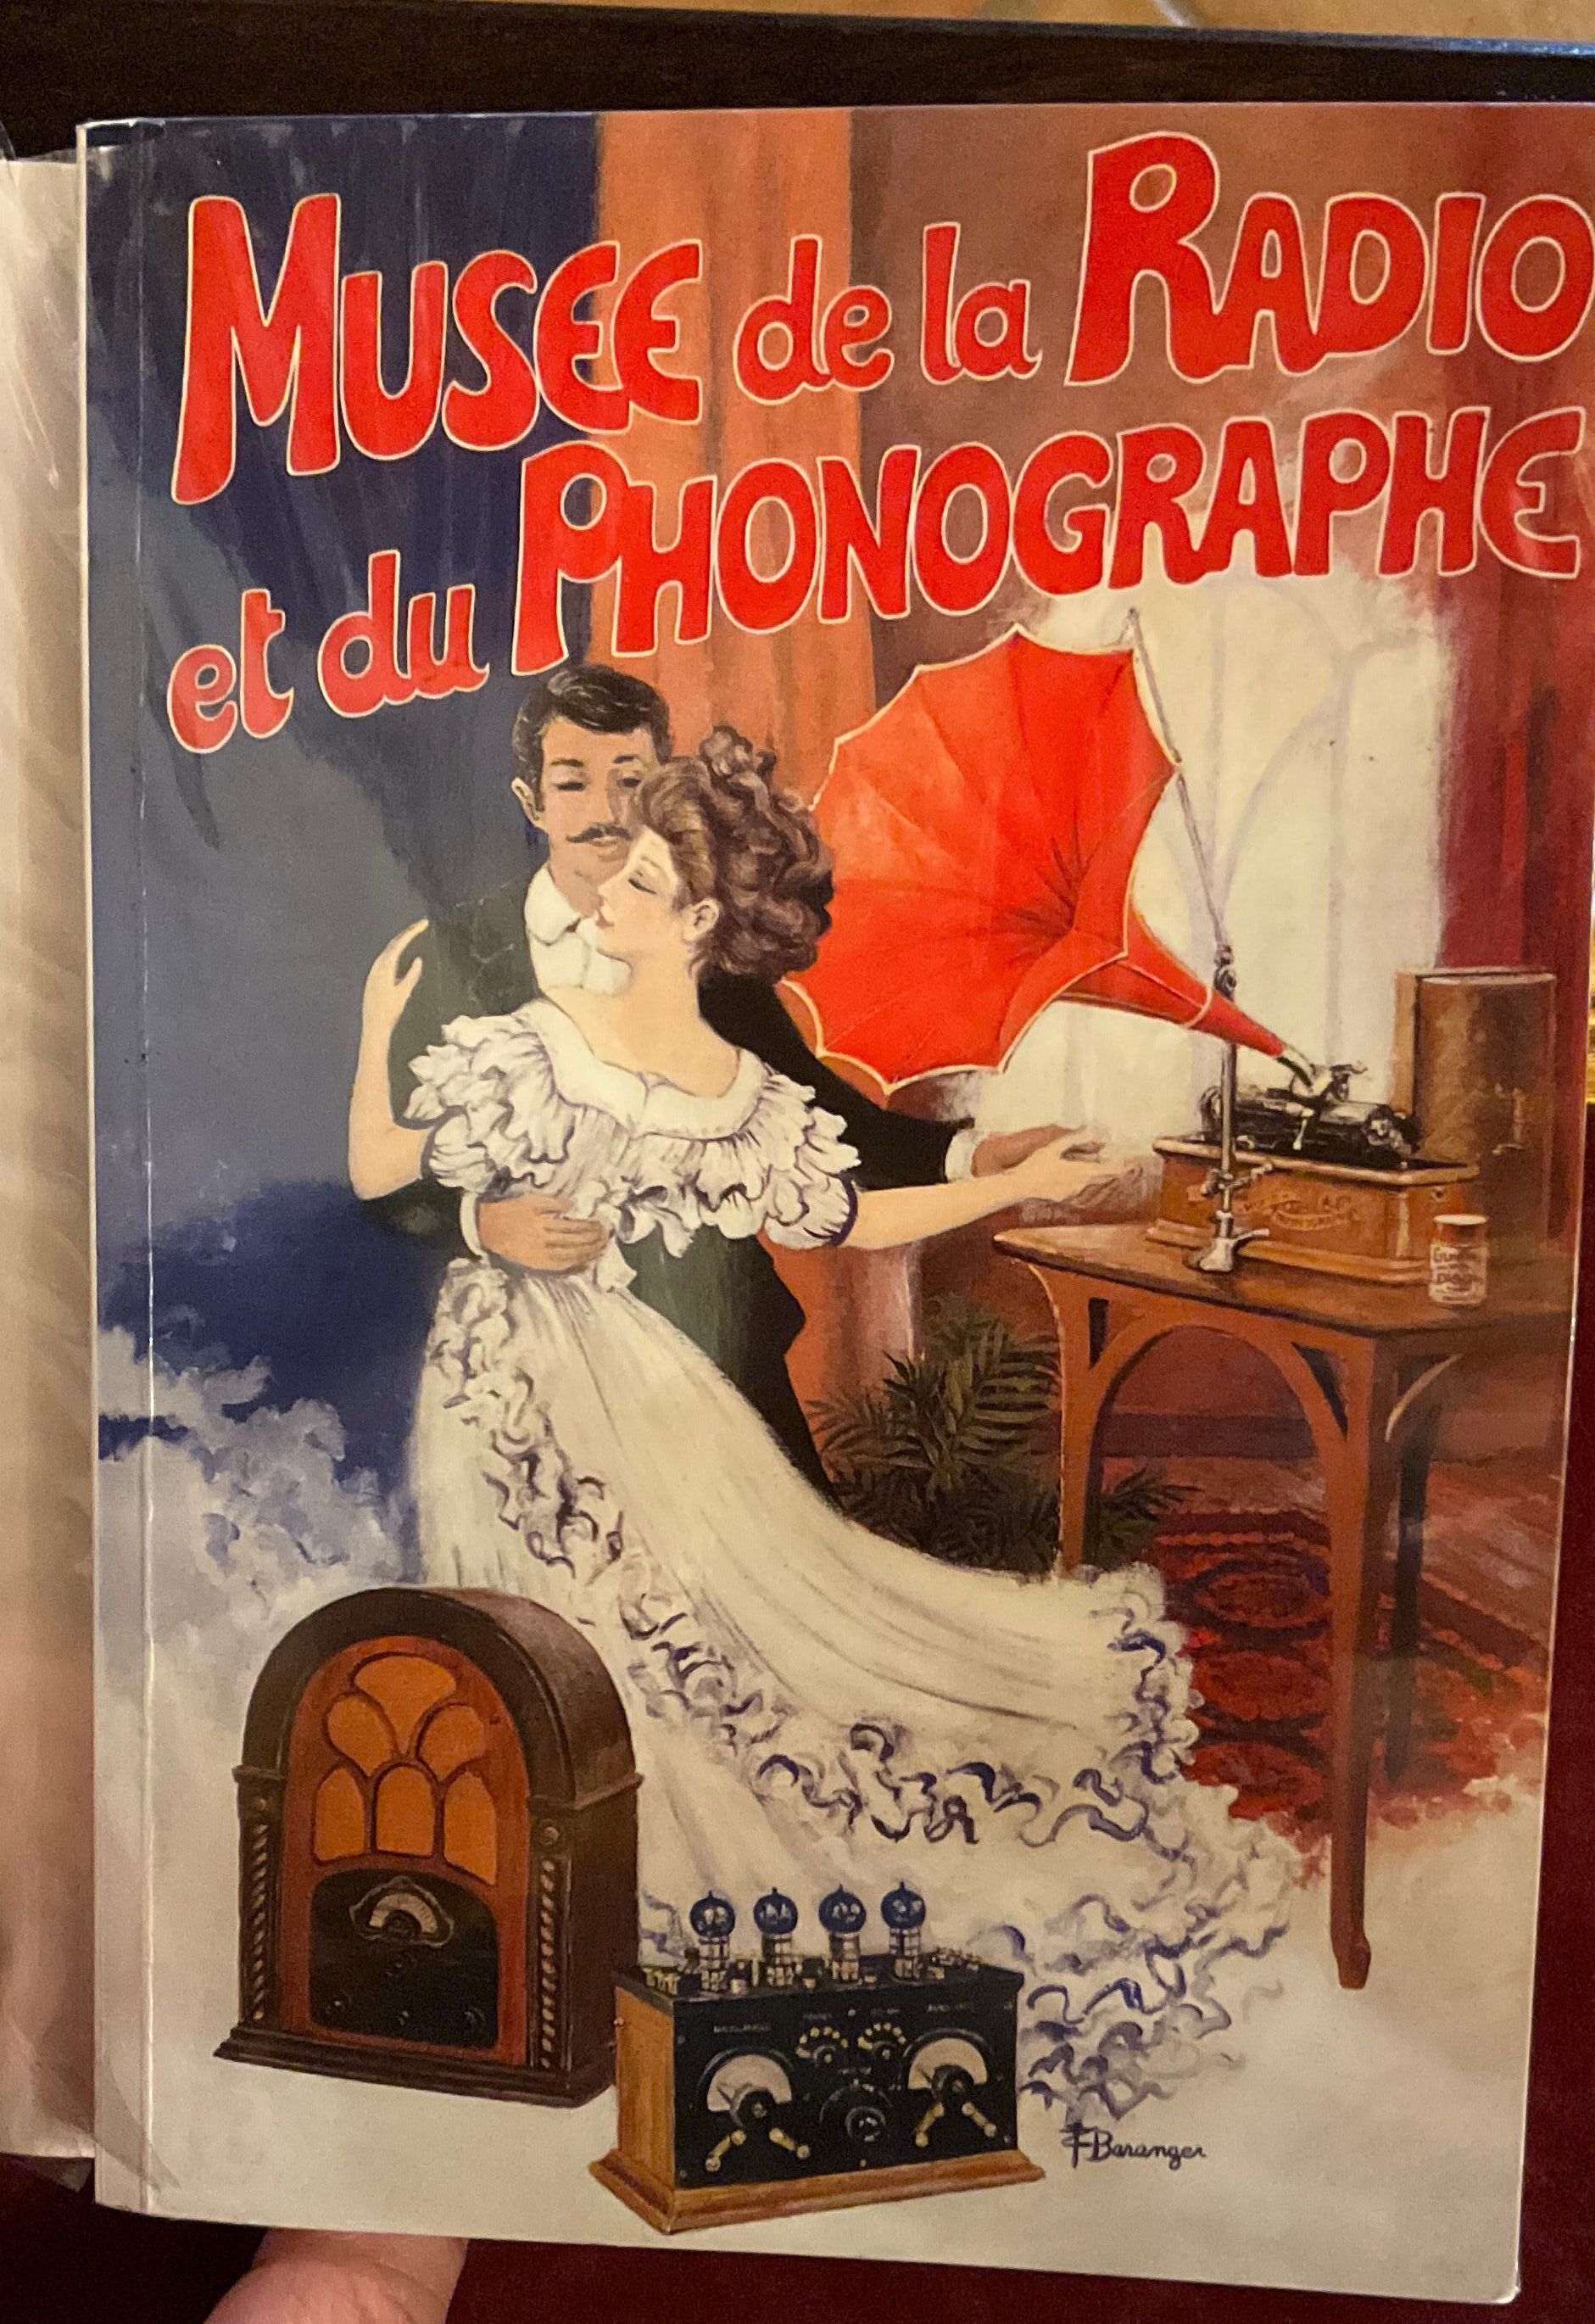 MUSEE de la RADIO
et du PHONOGRAPHE
F Baranger